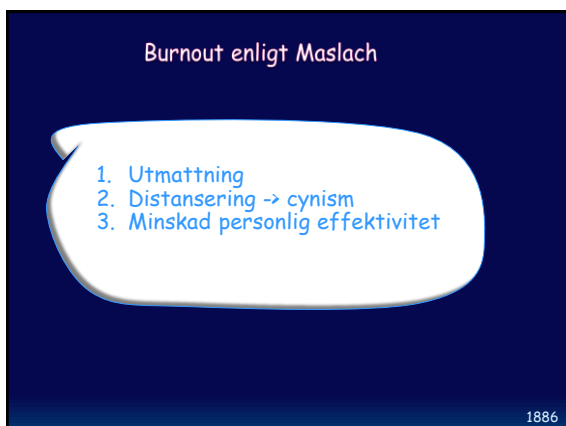 Burnout enligt Maslach
1. Utmattning
2. Distansering -> cynism
3. Minskad personlig effektivitet
1886